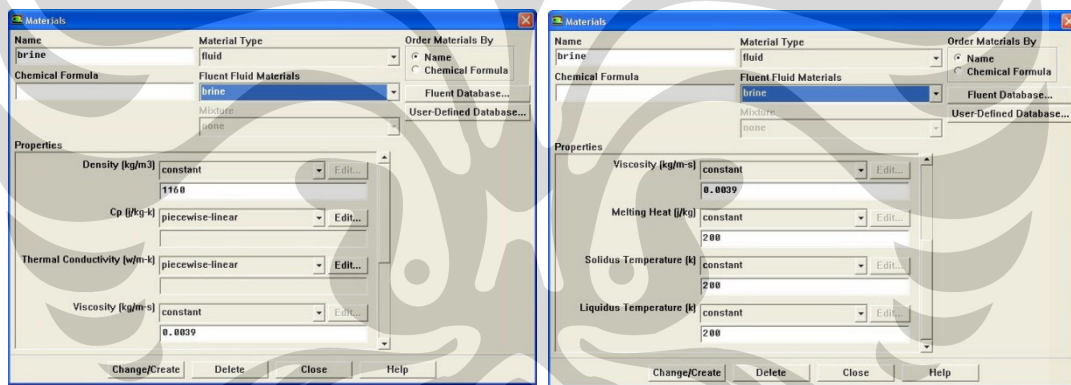 Materials
Name
brine
Material Type
fluid
Order Materials By
Name
Chemical Formula
Chemical Formula
Fluent Fluid Materials
brine
Fluent Database...
Mixture
none
User-Defined Database...
Properties
Density (kg/m3) constant Edit...
1160
Cp (j/kg-k) piecewise-linear Edit...
Thermal Conductivity (w/m-k) piecewise-linear Edit...
Viscosity (kg/m-s) constant Edit...
0.0039
Change/Create Delete Close Help
Materials
Name
brine
Material Type
fluid
Order Materials By
Name
Chemical Formula
Chemical Formula
Fluent Fluid Materials
brine
Fluent Database...
Mixture
none
User-Defined Database...
Properties
Viscosity (kg/m-s) constant Edit...
0.0039
Melting Heat (j/kg) constant Edit...
200
Solidus Temperature (k) constant Edit...
200
Liquidus Temperature (k) constant Edit...
200
Change/Create Delete Close Help